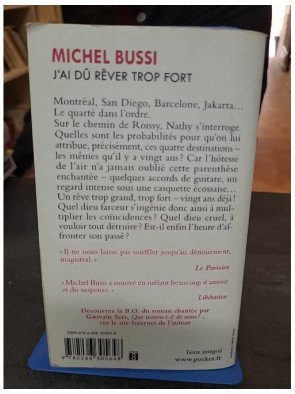 MICHEL BUSSI
J'AI DÛ RÊVER TROP FORT
Montréal, San Diego, Barcelone, Jakarta…
Le quarté dans l'ordre.
Sur le chemin de Roissy, Nathy s'interroge.
Quelles sont les probabilités pour qu'on lui
attribue, précisément, ces quatre destinations –
les mêmes qu'il y a vingt ans? Car l'hôtesse
de l'air n'a jamais oublié cette parenthèse
enchantée – quelques accords de guitare, un
regard intense sous une casquette écossaise…
Un rêve trop grand, trop fort – vingt ans déjà!
Quel dieu farceur s'ingénie donc ainsi à mul-
tiplier les coïncidences? Quel dieu cruel, à
vouloir tout détruire? Est-il enfin l'heure d'af-
fronter son passé?
"Il ne nous laisse pas souffler jusqu'au dénouement,
magistral."
Le Parisien
"Michel Bussi a innové en mêlant beaucoup d'amour
et du suspense."
Libération
Découvrez la B.O. du roman chantée par
Gauvain Sers, Que restera-t-il de nous?,
sur le site Internet de l'auteur
9 782266 305648
Texte intégral
www.pocket.fr